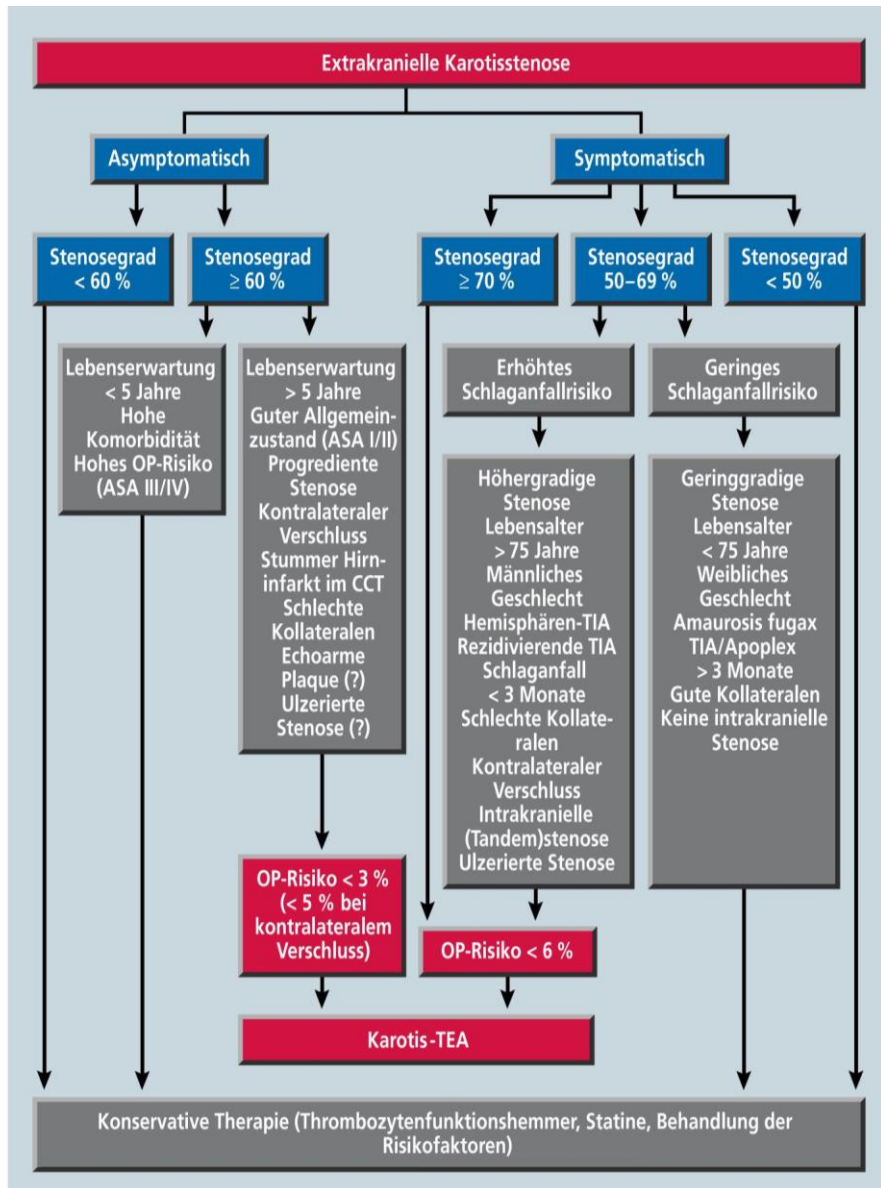 Extrakranielle Karotisstenose
Asymptomatisch
Symptomatisch
Stenosegrad
< 60 %
Stenosegrad
≥ 60 %
Stenosegrad
≥ 70 %
Stenosegrad
50–69 %
Stenosegrad
< 50 %
Lebenserwartung
< 5 Jahre
Hohe
Komorbidität
Hohes OP-Risiko
(ASA III/IV)
Lebenserwartung
> 5 Jahre
Guter Allgemein-
zustand (ASA I/II)
Progrediente
Stenose
Kontralateraler
Verschluss
Stummer Hirn-
infarkt im CCT
Schlechte
Kollateralen
Echoarme
Plaque (?)
Ulzerierte
Stenose (?)
Erhöhtes
Schlaganfallrisiko
Geringes
Schlaganfallrisiko
Höhergradige
Stenose
Lebensalter
> 75 Jahre
Männliches
Geschlecht
Hemisphären-TIA
Rezidivierende TIA
Schlaganfall
< 3 Monate
Schlechte Kollate-
ralen
Kontralateraler
Verschluss
Intrakranielle
(Tandem)stenose
Ulzerierte Stenose
Geringgradige
Stenose
Lebensalter
< 75 Jahre
Weibliches
Geschlecht
Amaurosis fugax
TIA/Apoplex
> 3 Monate
Gute Kollateralen
Keine intrakranielle
Stenose
OP-Risiko < 3 %
(< 5 % bei
kontralateralem
Verschluss)
OP-Risiko < 6 %
Karotis-TEA
Konservative Therapie (Thrombozytenfunktionshemmer, Statine, Behandlung der
Risikofaktoren)